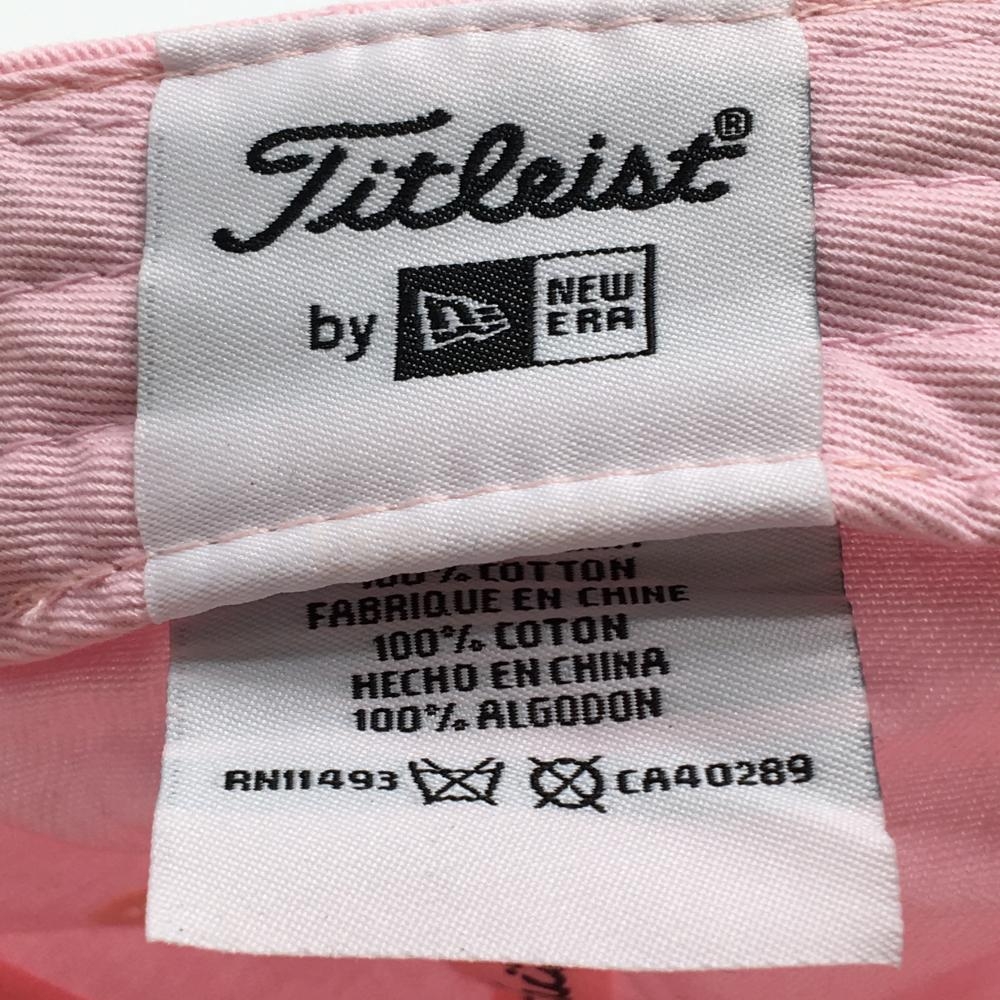 Titleist®
by NEW ERA
100% COTTON
FABRIQUE EN CHINE
100% COTON
HECHO EN CHINA
100% ALGODON
RN11493 CA40289